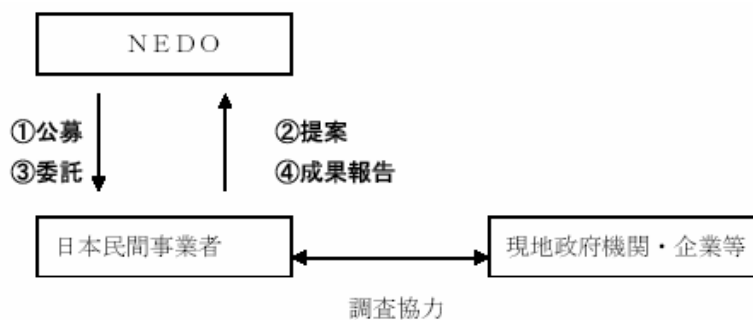 NEDO
①公募
②提案
③委託
④成果報告
日本民間事業者
現地政府機関・企業等
調査協力